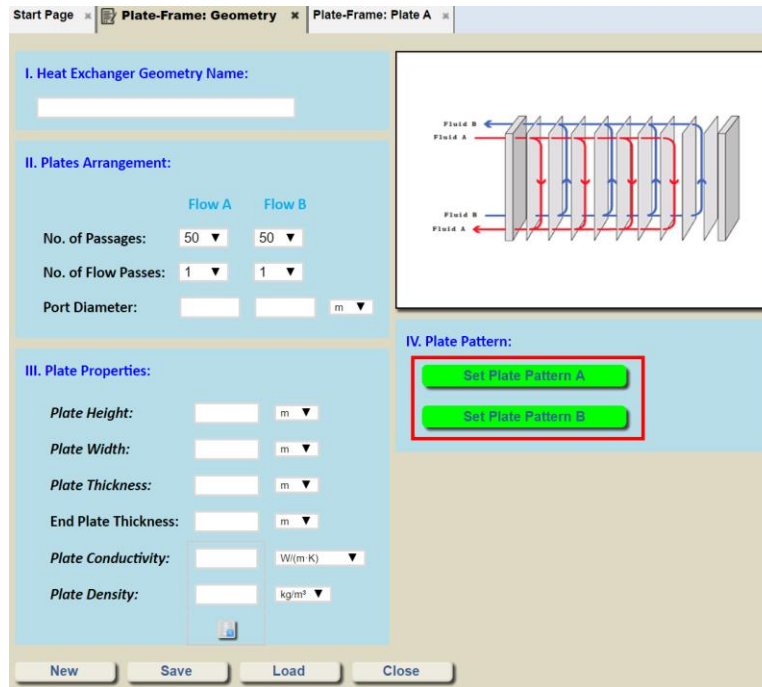 Start Page Plate-Frame: Geometry Plate-Frame: Plate A
I. Heat Exchanger Geometry Name:
II. Plates Arrangement:
Flow A Flow B
No. of Passages: 50 ▼ 50 ▼
No. of Flow Passes: 1 ▼ 1 ▼
Port Diameter: m ▼
III. Plate Properties:
Plate Height: m ▼
Plate Width: m ▼
Plate Thickness: m ▼
End Plate Thickness: m ▼
Plate Conductivity: W/(m·K) ▼
Plate Density: kg/m³ ▼
New Save Load Close
Fluid B
Fluid A
Fluid B
Fluid A
IV. Plate Pattern:
Set Plate Pattern A
Set Plate Pattern B